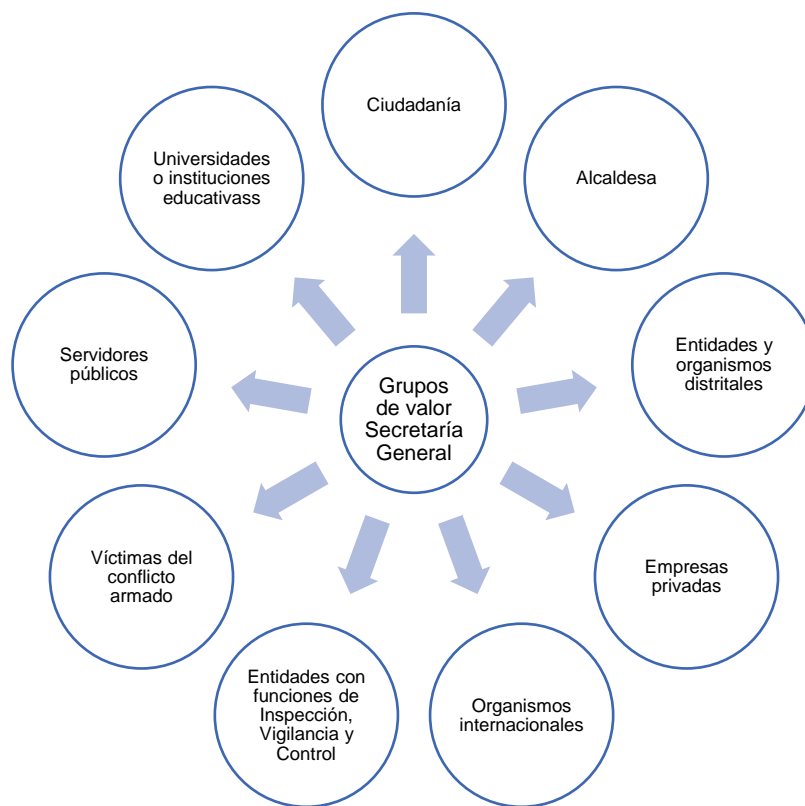 Ciudadanía
Alcaldesa
Entidades y
organismos
distritales
Empresas
privadas
Organismos
internacionales
Entidades con
funciones de
Inspección,
Vigilancia y
Control
Víctimas del
conflicto
armado
Servidores
públicos
Universidades
o instituciones
educativass
Grupos
de valor
Secretaría
General